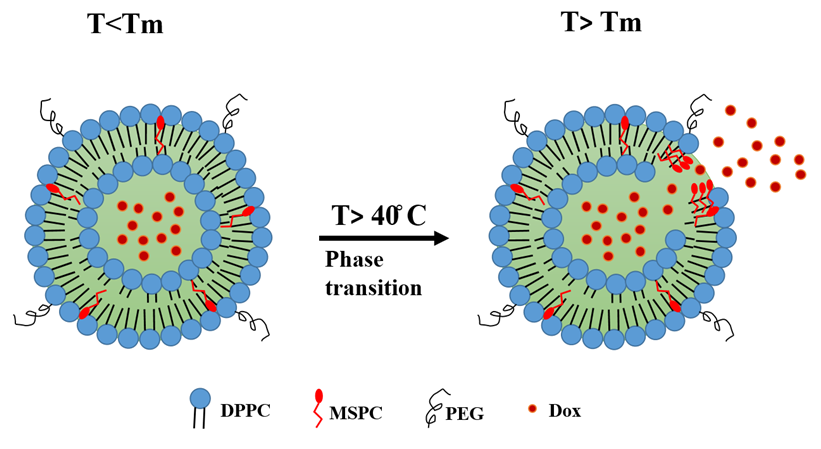 T<Tm
T> Tm
T> 40°C
Phase
transition
DPPC
MSPC
PEG
Dox